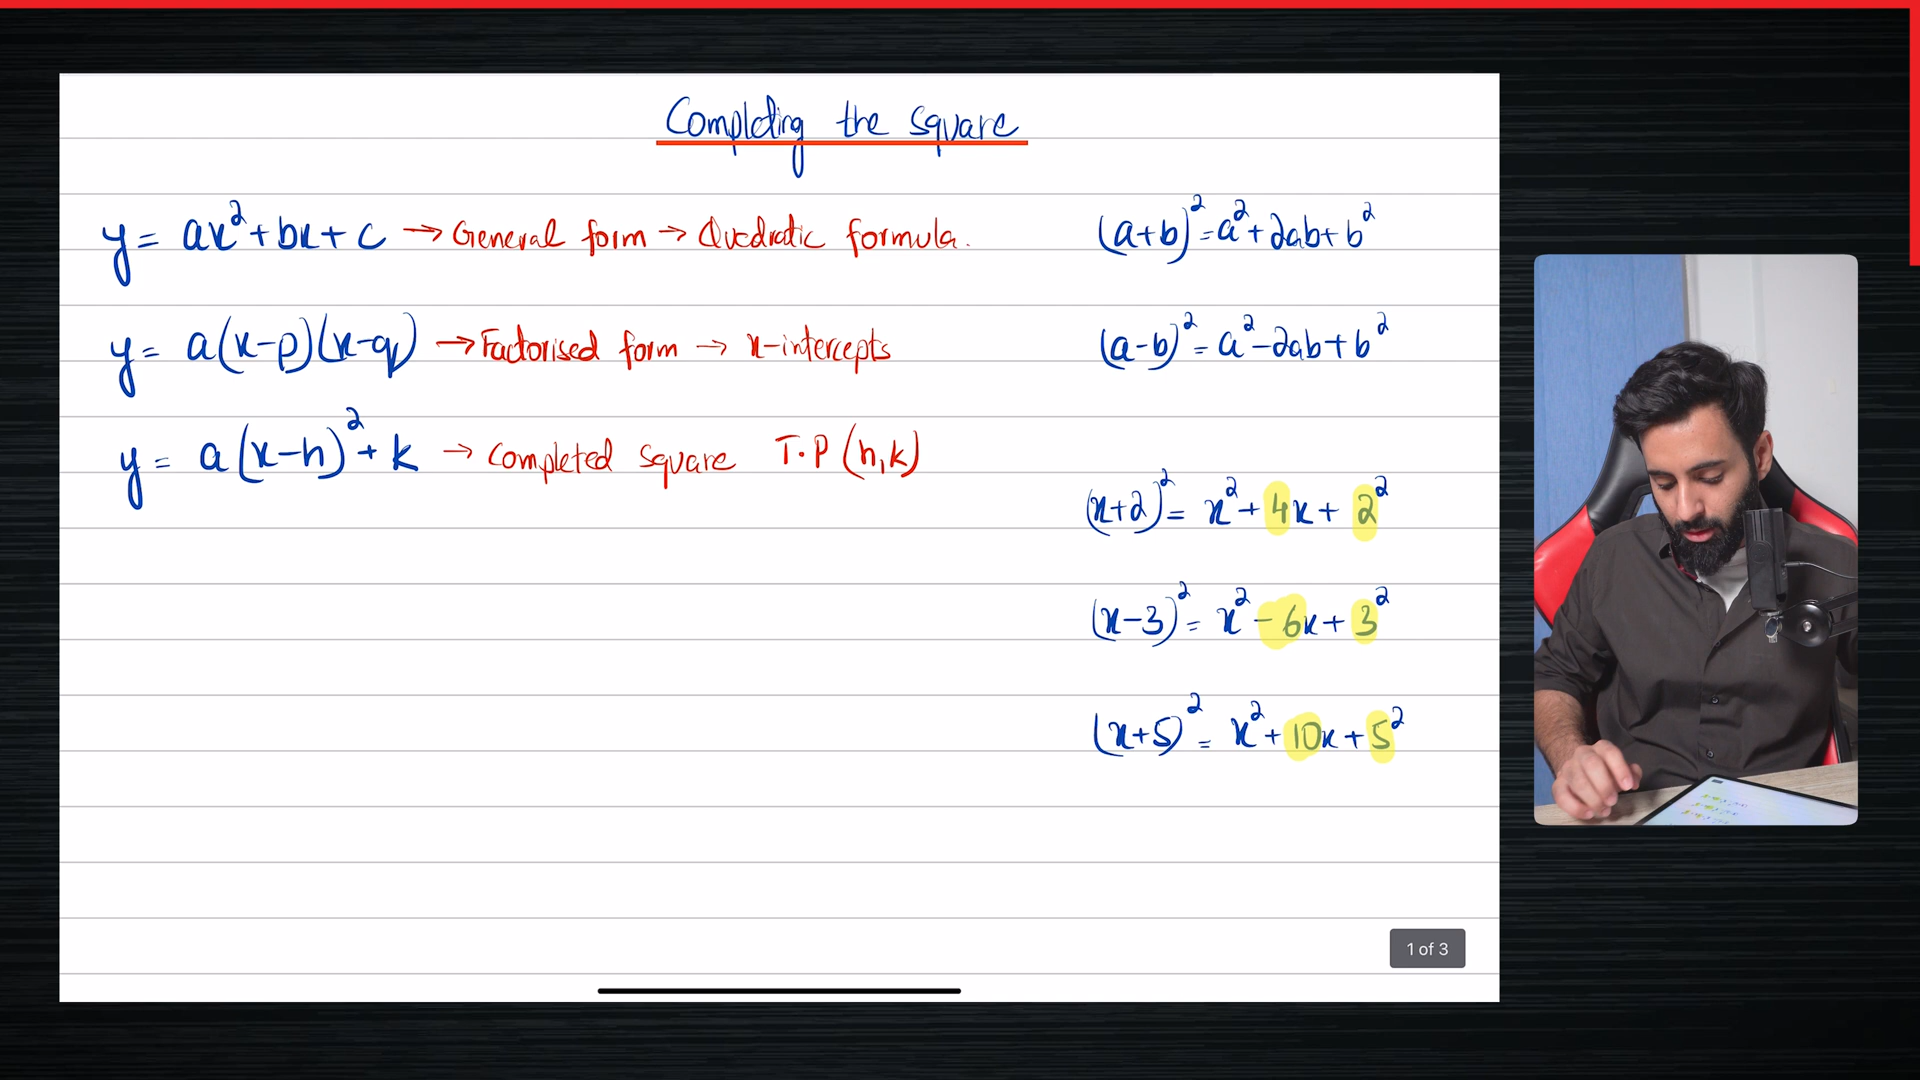 Completing the square
y = ax²+bx+c → General form → Quadratic formula.
y = a(x-p)(x-q) → Factorised form → x-intercepts
y = a(x-h)²+k → Completed square T.P (h,k)
(a+b)²=a²+2ab+b²
(a-b)²=a²-2ab+b²
(x+2)²= x²+4x+2²
(x-3)²= x²-6x+3²
(x+5)²= x²+10x+5²
1 of 3